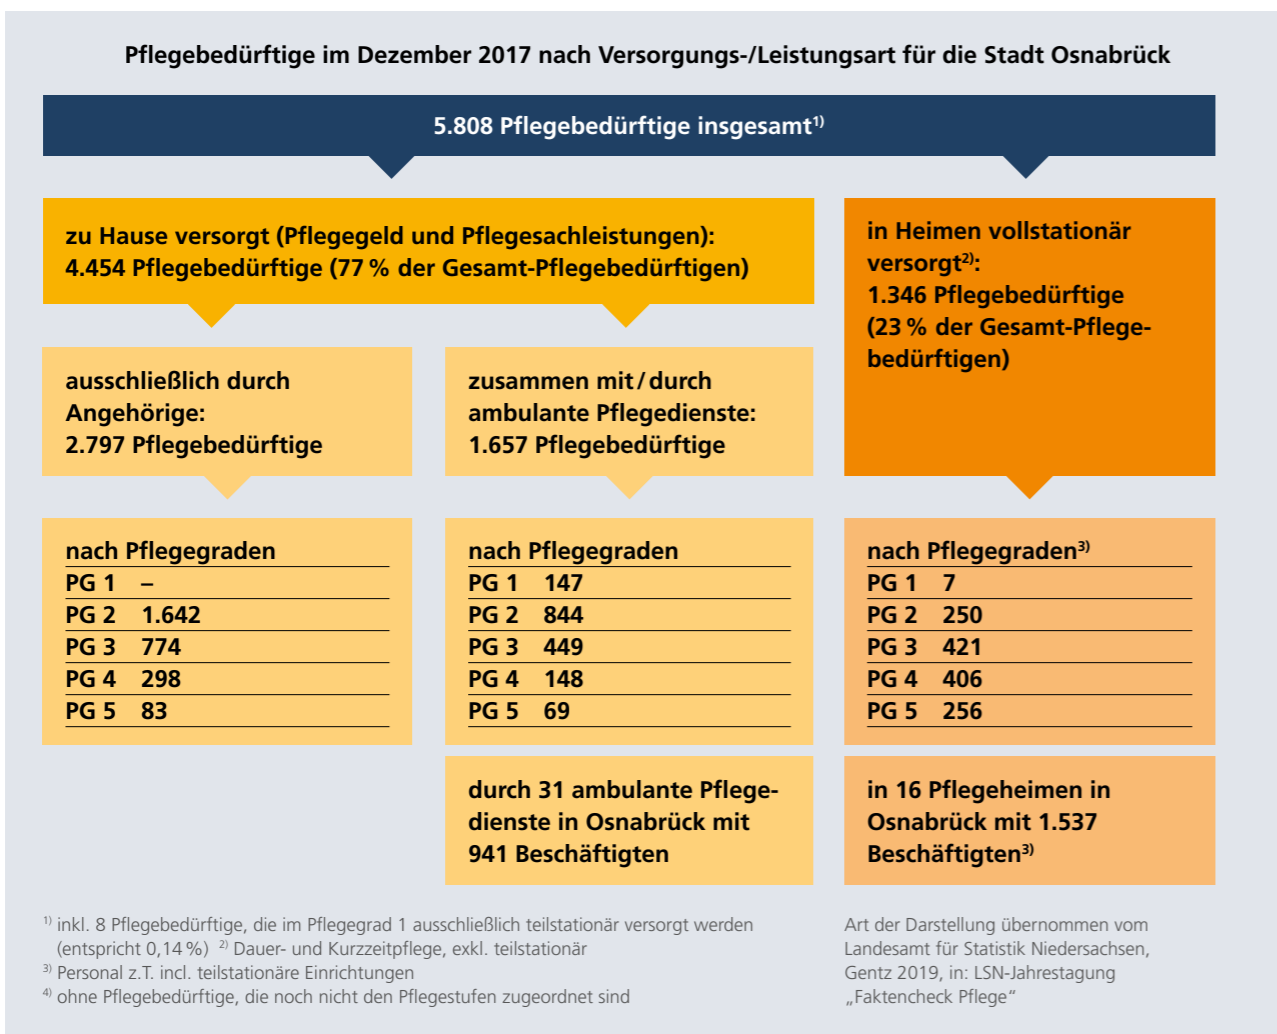 Pflegebedürftige im Dezember 2017 nach Versorgungs-/Leistungsart für die Stadt Osnabrück
5.808 Pflegebedürftige insgesamt1)
zu Hause versorgt (Pflegegeld und Pflegesachleistungen):
4.454 Pflegebedürftige (77 % der Gesamt-Pflegebedürftigen)
in Heimen vollstationär
versorgt2):
1.346 Pflegebedürftige
(23 % der Gesamt-Pflege-
bedürftigen)
ausschließlich durch
Angehörige:
2.797 Pflegebedürftige
zusammen mit / durch
ambulante Pflegedienste:
1.657 Pflegebedürftige
nach Pflegegraden
PG 1 –
PG 2 1.642
PG 3 774
PG 4 298
PG 5 83
nach Pflegegraden
PG 1 147
PG 2 844
PG 3 449
PG 4 148
PG 5 69
nach Pflegegraden3)
PG 1 7
PG 2 250
PG 3 421
PG 4 406
PG 5 256
durch 31 ambulante Pflege-
dienste in Osnabrück mit
941 Beschäftigten
in 16 Pflegeheimen in
Osnabrück mit 1.537
Beschäftigten3)
1) inkl. 8 Pflegebedürftige, die im Pflegegrad 1 ausschließlich teilstationär versorgt werden
(entspricht 0,14 %) 2) Dauer- und Kurzzeitpflege, exkl. teilstationär
3) Personal z.T. incl. teilstationäre Einrichtungen
4) ohne Pflegebedürftige, die noch nicht den Pflegestufen zugeordnet sind
Art der Darstellung übernommen vom
Landesamt für Statistik Niedersachsen,
Gentz 2019, in: LSN-Jahrestagung
„Faktencheck Pflege“